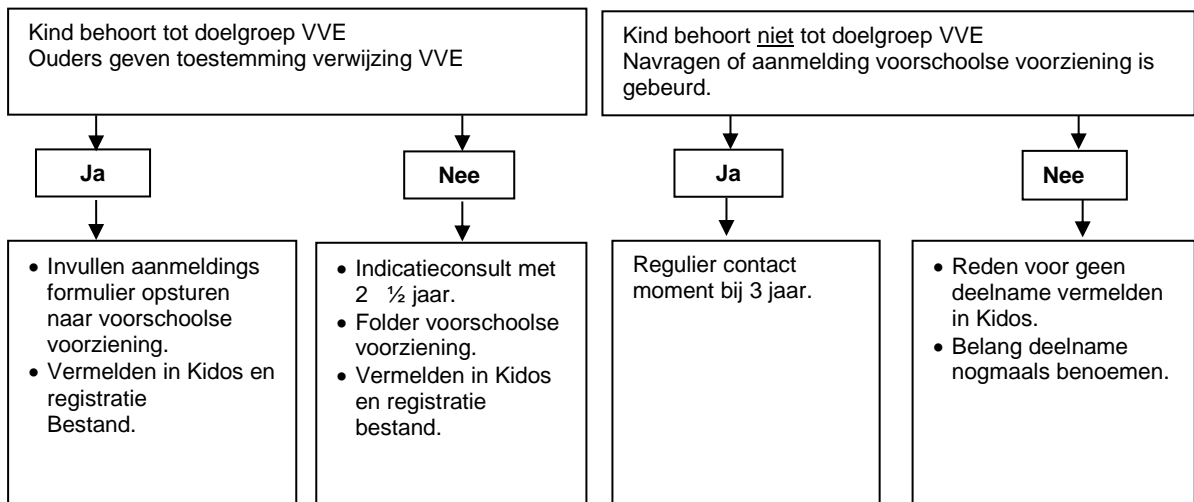 Kind behoort tot doelgroep VVE
Ouders geven toestemming verwijzing VVE
Kind behoort niet tot doelgroep VVE
Navragen of aanmelding voorschoolse voorziening is
gebeurd.
Ja
Nee
Ja
Nee
• Invullen aanmeldings
formulier opsturen
naar voorschoolse
voorziening.
• Vermelden in Kidos en
registratie
Bestand.
• Indicatieconsult met
2 ½ jaar.
• Folder voorschoolse
voorziening.
• Vermelden in Kidos
en registratie
bestand.
Regulier contact
moment bij 3 jaar.
• Reden voor geen
deelname vermelden
in Kidos.
• Belang deelname
nogmaals benoemen.